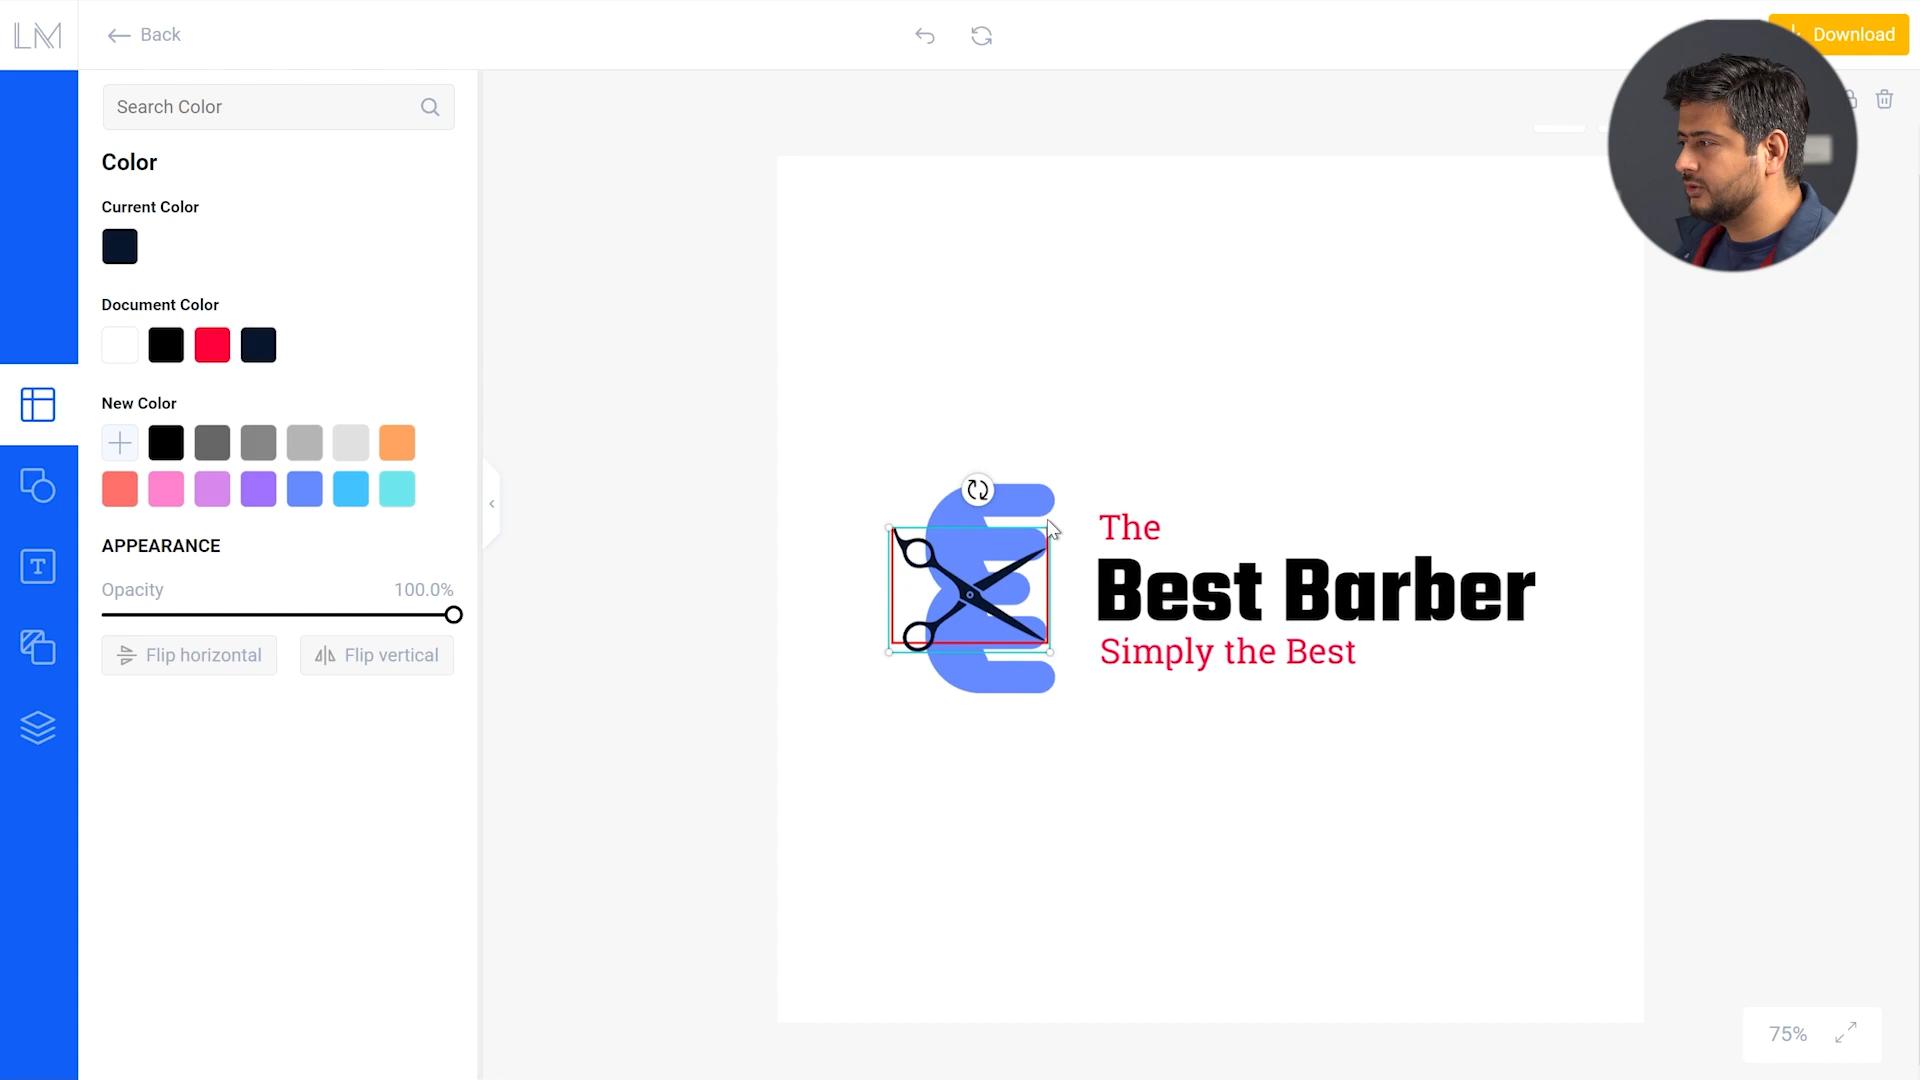 LM
Back
Download
Search Color
Color
Current Color
Document Color
New Color
APPEARANCE
Opacity 100.0%
Flip horizontal Flip vertical
The
Best Barber
Simply the Best
75%